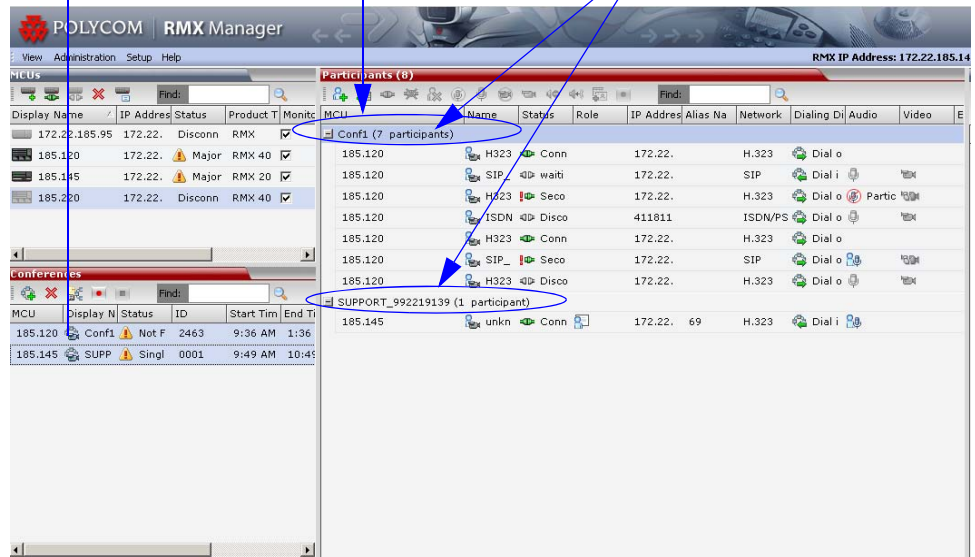 POLYCOM | RMX Manager
View Administration Setup Help
RMX IP Address: 172.22.185.14
MCUs
Find:
Display Name IP Addres Status Product T Monitc
172.22.185.95 172.22. Disconn RMX
185.120 172.22. Major RMX 40
185.145 172.22. Major RMX 20
185.220 172.22. Disconn RMX 40
Conferences
Find:
MCU Display N Status ID Start Tim End Ti
185.120 Conf1 Not F 2463 9:36 AM 1:36
185.145 SUPP Singl 0001 9:49 AM 10:49
Participants (8)
Find:
MCU Name Status Role IP Addres Alias Na Network Dialing Di Audio Video E
Conf1 (7 participants)
185.120 H323 Conn 172.22. H.323 Dial o
185.120 SIP_ waiti 172.22. SIP Dial i
185.120 H323 Seco 172.22. H.323 Dial o Partic
185.120 ISDN Disco 411811 ISDN/PS Dial o
185.120 H323 Conn 172.22. H.323 Dial o
185.120 SIP_ Seco 172.22. SIP Dial o
185.120 H323 Disco 172.22. H.323 Dial o
SUPPORT_992219139 (1 participant)
185.145 unkn Conn 172.22. 69 H.323 Dial i